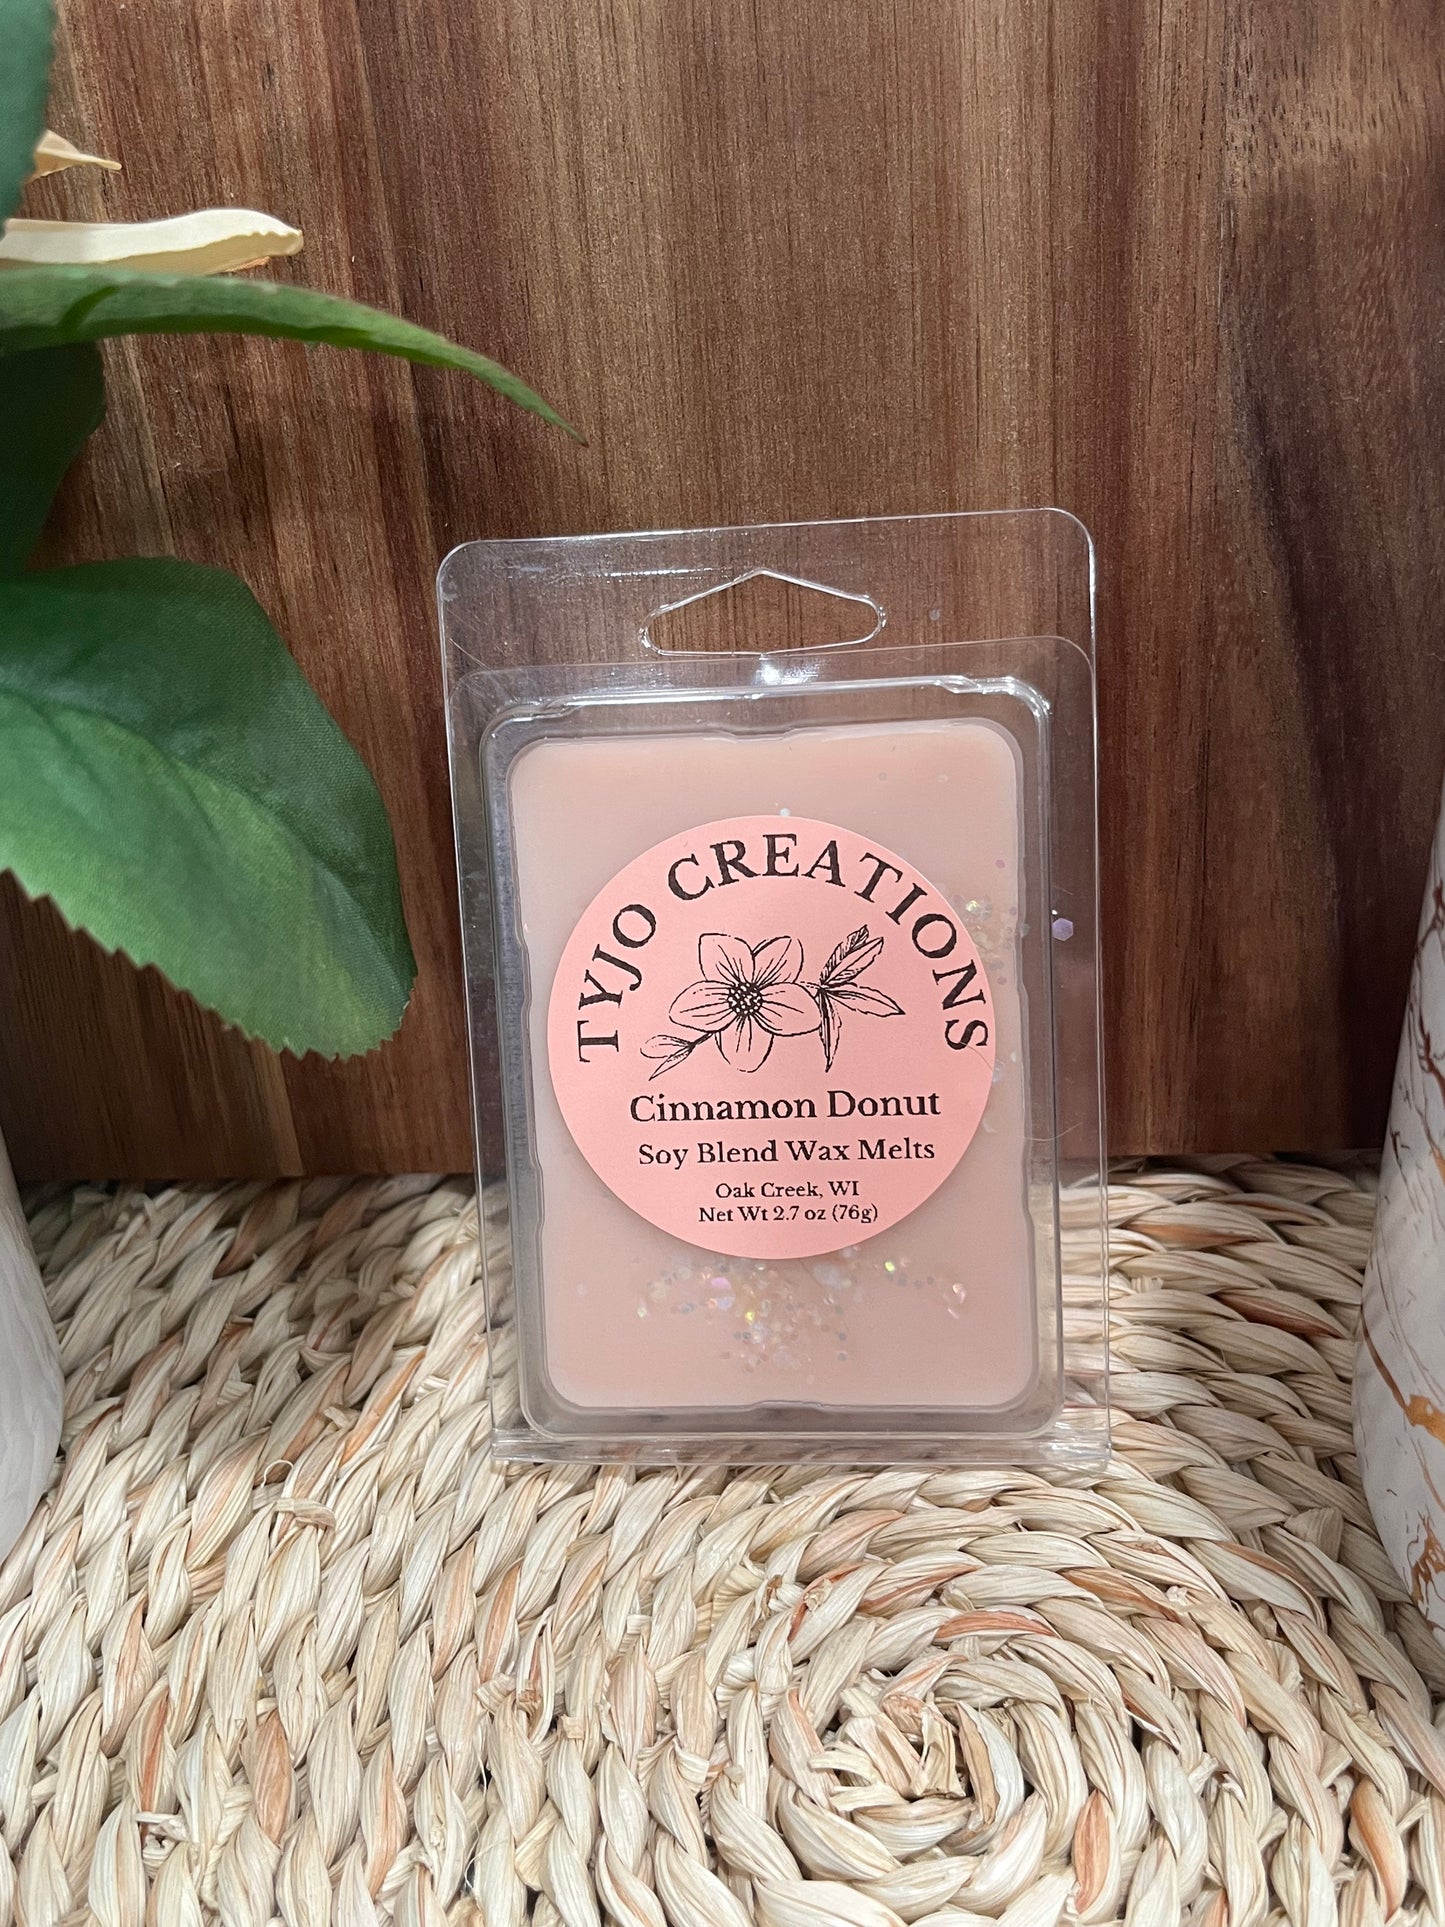 TYJO CREATIONS
Cinnamon Donut
Soy Blend Wax Melts
Oak Creek, WI
Net Wt 2.7 oz (76g)